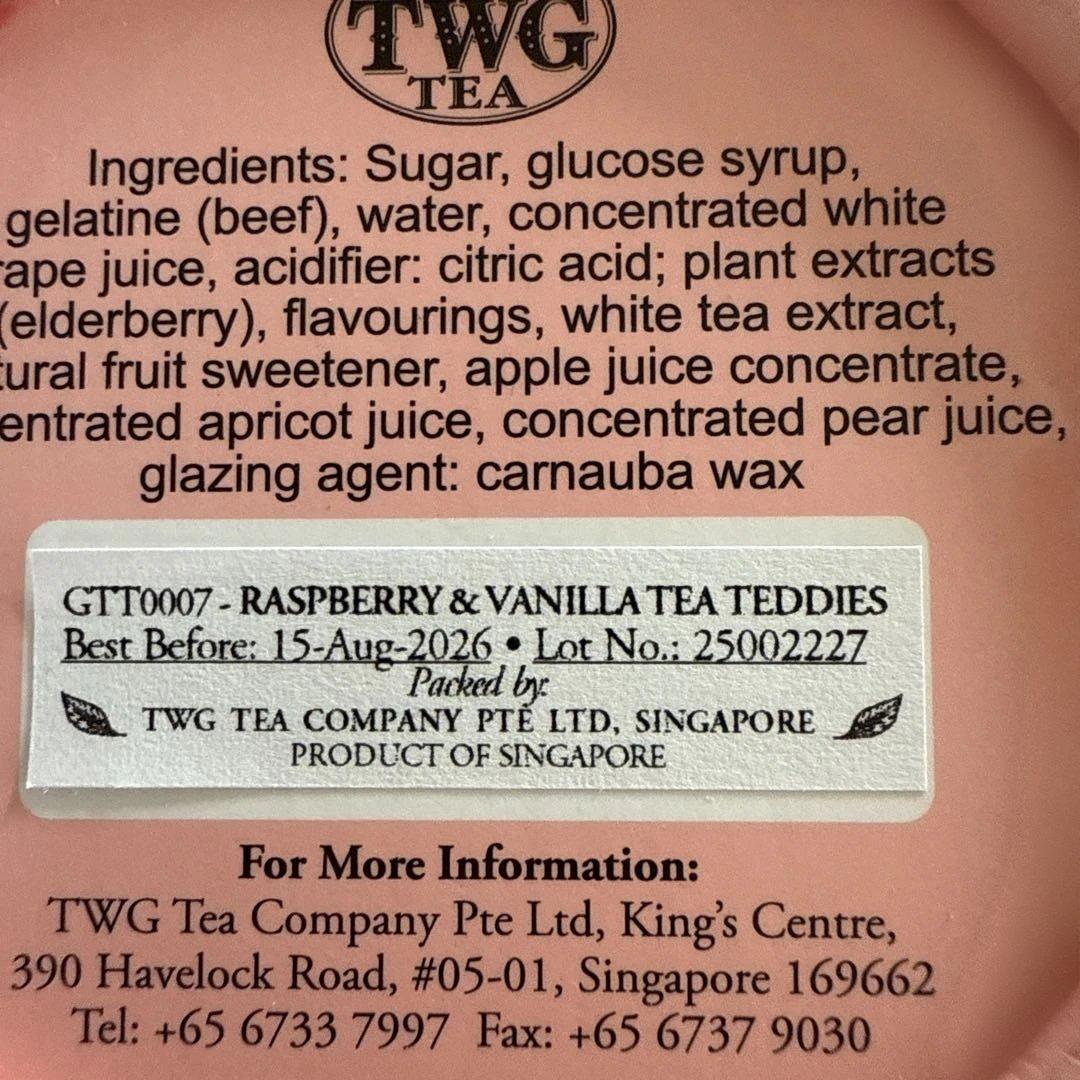 TWG
TEA
Ingredients: Sugar, glucose syrup,
gelatine (beef), water, concentrated white
rape juice, acidifier: citric acid; plant extracts
(elderberry), flavourings, white tea extract,
tural fruit sweetener, apple juice concentrate,
entrated apricot juice, concentrated pear juice,
glazing agent: carnauba wax
GTT0007 - RASPBERRY & VANILLA TEA TEDDIES
Best Before: 15-Aug-2026 • Lot No.: 25002227
Packed by:
TWG TEA COMPANY PTE LTD, SINGAPORE
PRODUCT OF SINGAPORE
For More Information:
TWG Tea Company Pte Ltd, King's Centre,
390 Havelock Road, #05-01, Singapore 169662
Tel: +65 6733 7997 Fax: +65 6737 9030